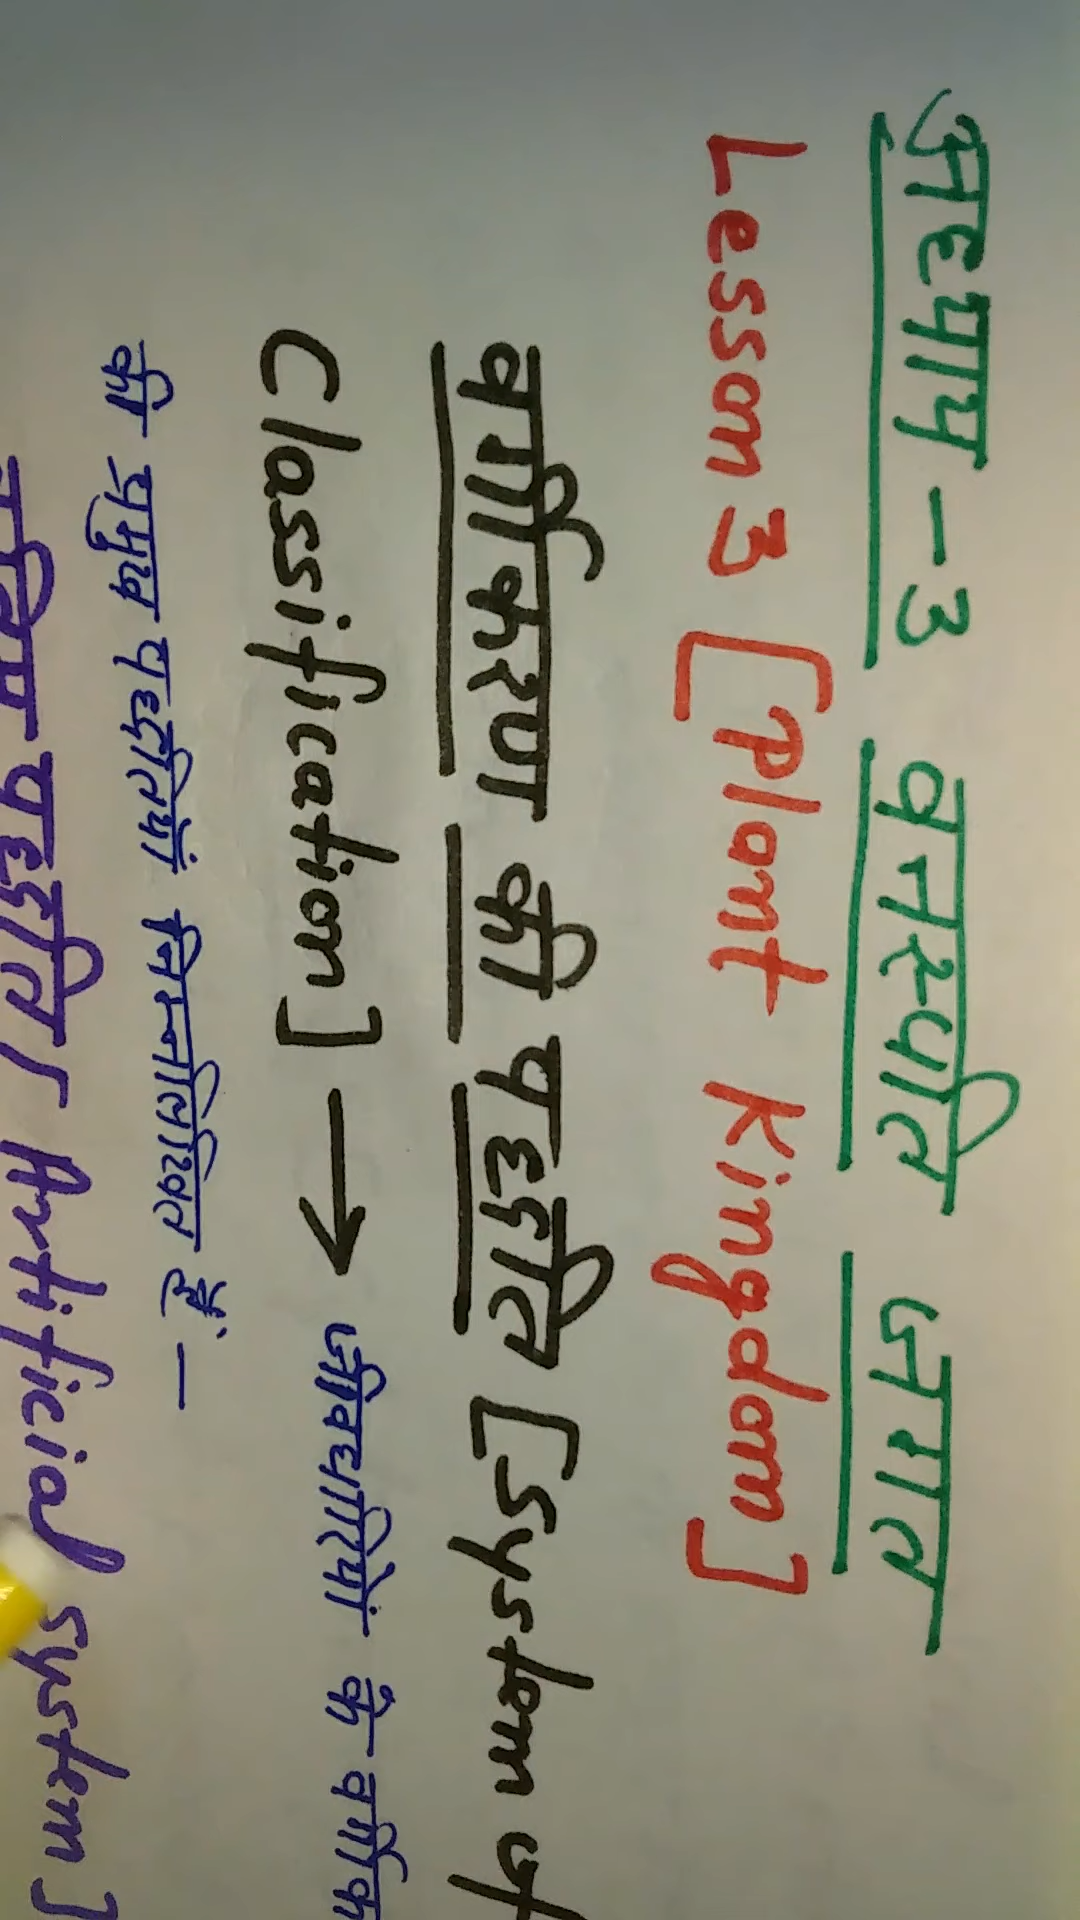 अध्याय - 3 वनस्पति जगत
Lesson 3 [Plant Kingdom]
वर्गीकरण की पद्धति [System of
Classification] → जीवधारियों के वर्गीक
की प्रमुख पद्धतियाँ निम्नलिखित हैं -
पद्धति [Artificial System]